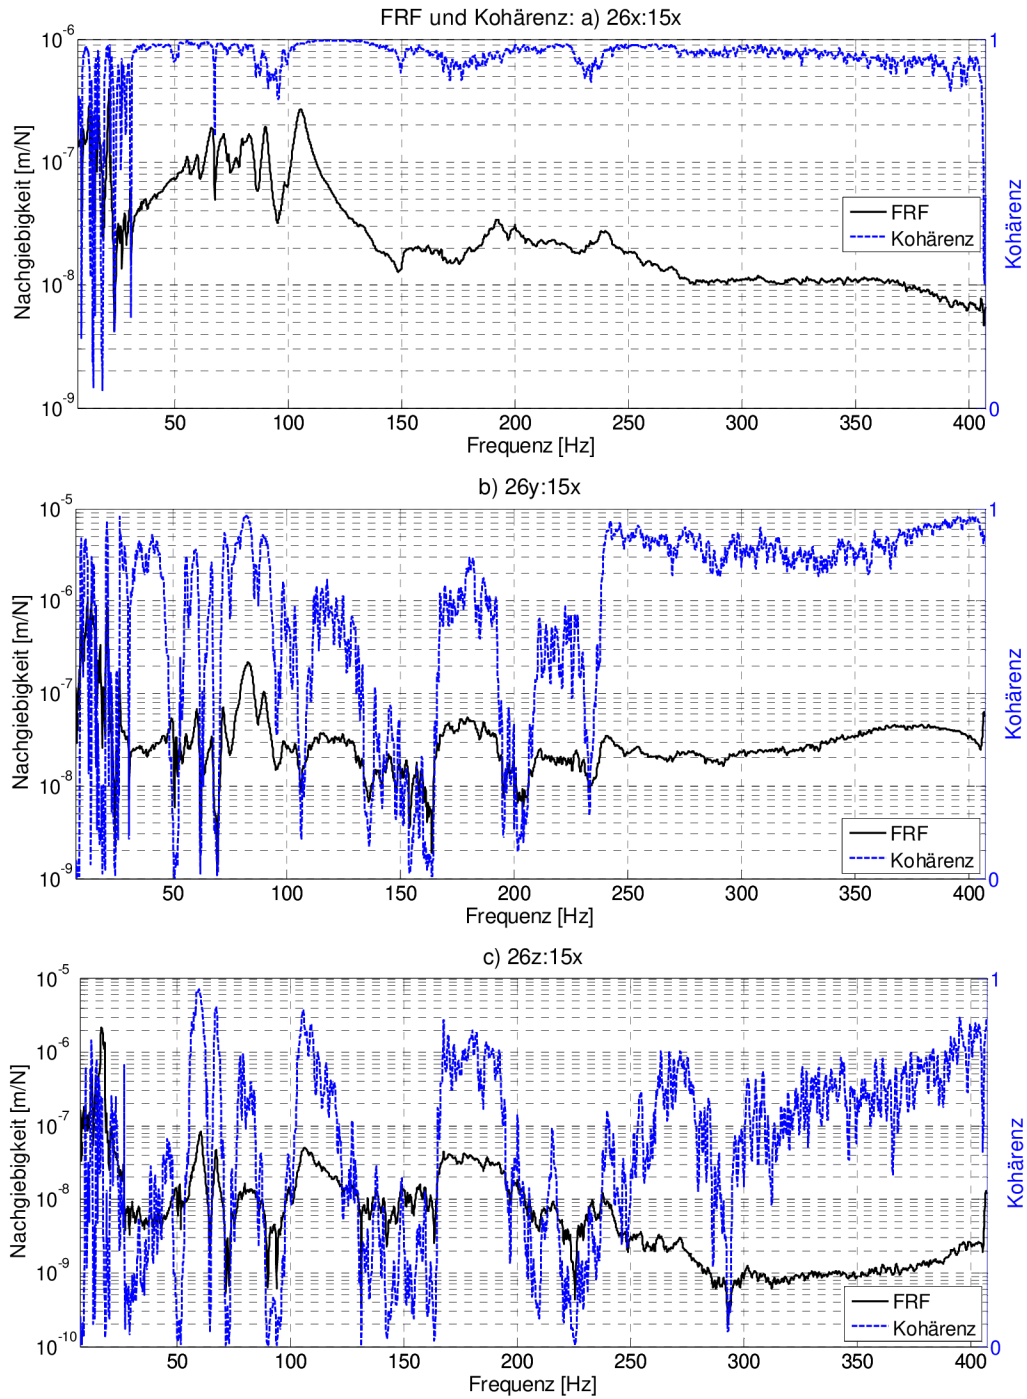 FRF und Kohärenz: a) 26x:15x
10^-6
10^-7
10^-8
10^-9
Nachgiebigkeit [m/N]
1
0
Kohärenz
FRF
Kohärenz
50 100 150 200 250 300 350 400
Frequenz [Hz]
b) 26y:15x
10^-5
10^-6
10^-7
10^-8
10^-9
Nachgiebigkeit [m/N]
1
0
Kohärenz
FRF
Kohärenz
50 100 150 200 250 300 350 400
Frequenz [Hz]
c) 26z:15x
10^-5
10^-6
10^-7
10^-8
10^-9
10^-10
Nachgiebigkeit [m/N]
1
0
Kohärenz
FRF
Kohärenz
50 100 150 200 250 300 350 400
Frequenz [Hz]